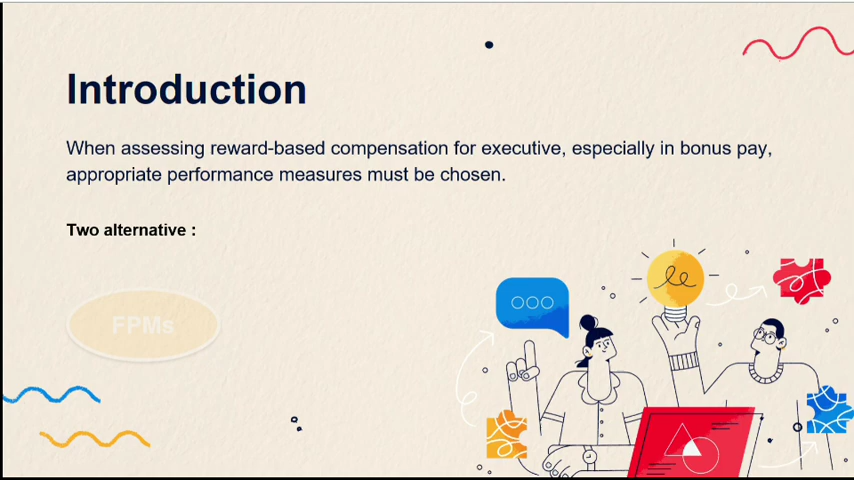 Introduction
When assessing reward-based compensation for executive, especially in bonus pay,
appropriate performance measures must be chosen.
Two alternative :
FPMs